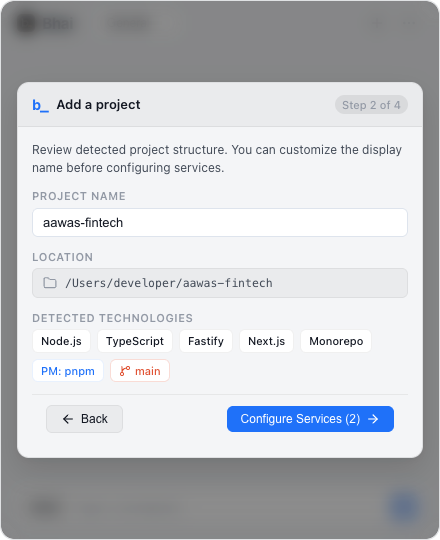 b_ Add a project Step 2 of 4
Review detected project structure. You can customize the display
name before configuring services.
PROJECT NAME
aawas-fintech
LOCATION
/Users/developer/aawas-fintech
DETECTED TECHNOLOGIES
Node.js TypeScript Fastify Next.js Monorepo
PM: pnpm main
← Back Configure Services (2) →